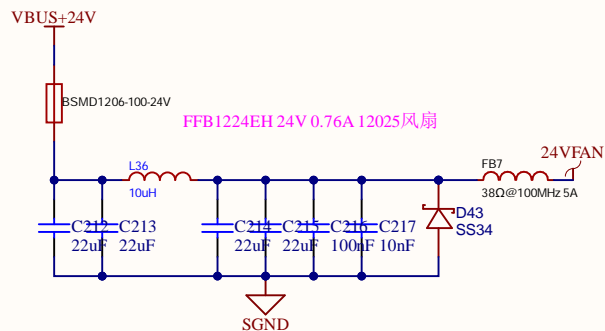 VBUS+24V
BSMD1206-100-24V
FFB1224EH 24V 0.76A 12025风扇
L36
10uH
FB7
24VFAN
38Ω@100MHz 5A
C212
22uF
C213
22uF
C214
22uF
C215
22uF
C216
100nF
C217
10nF
D43
SS34
SGND